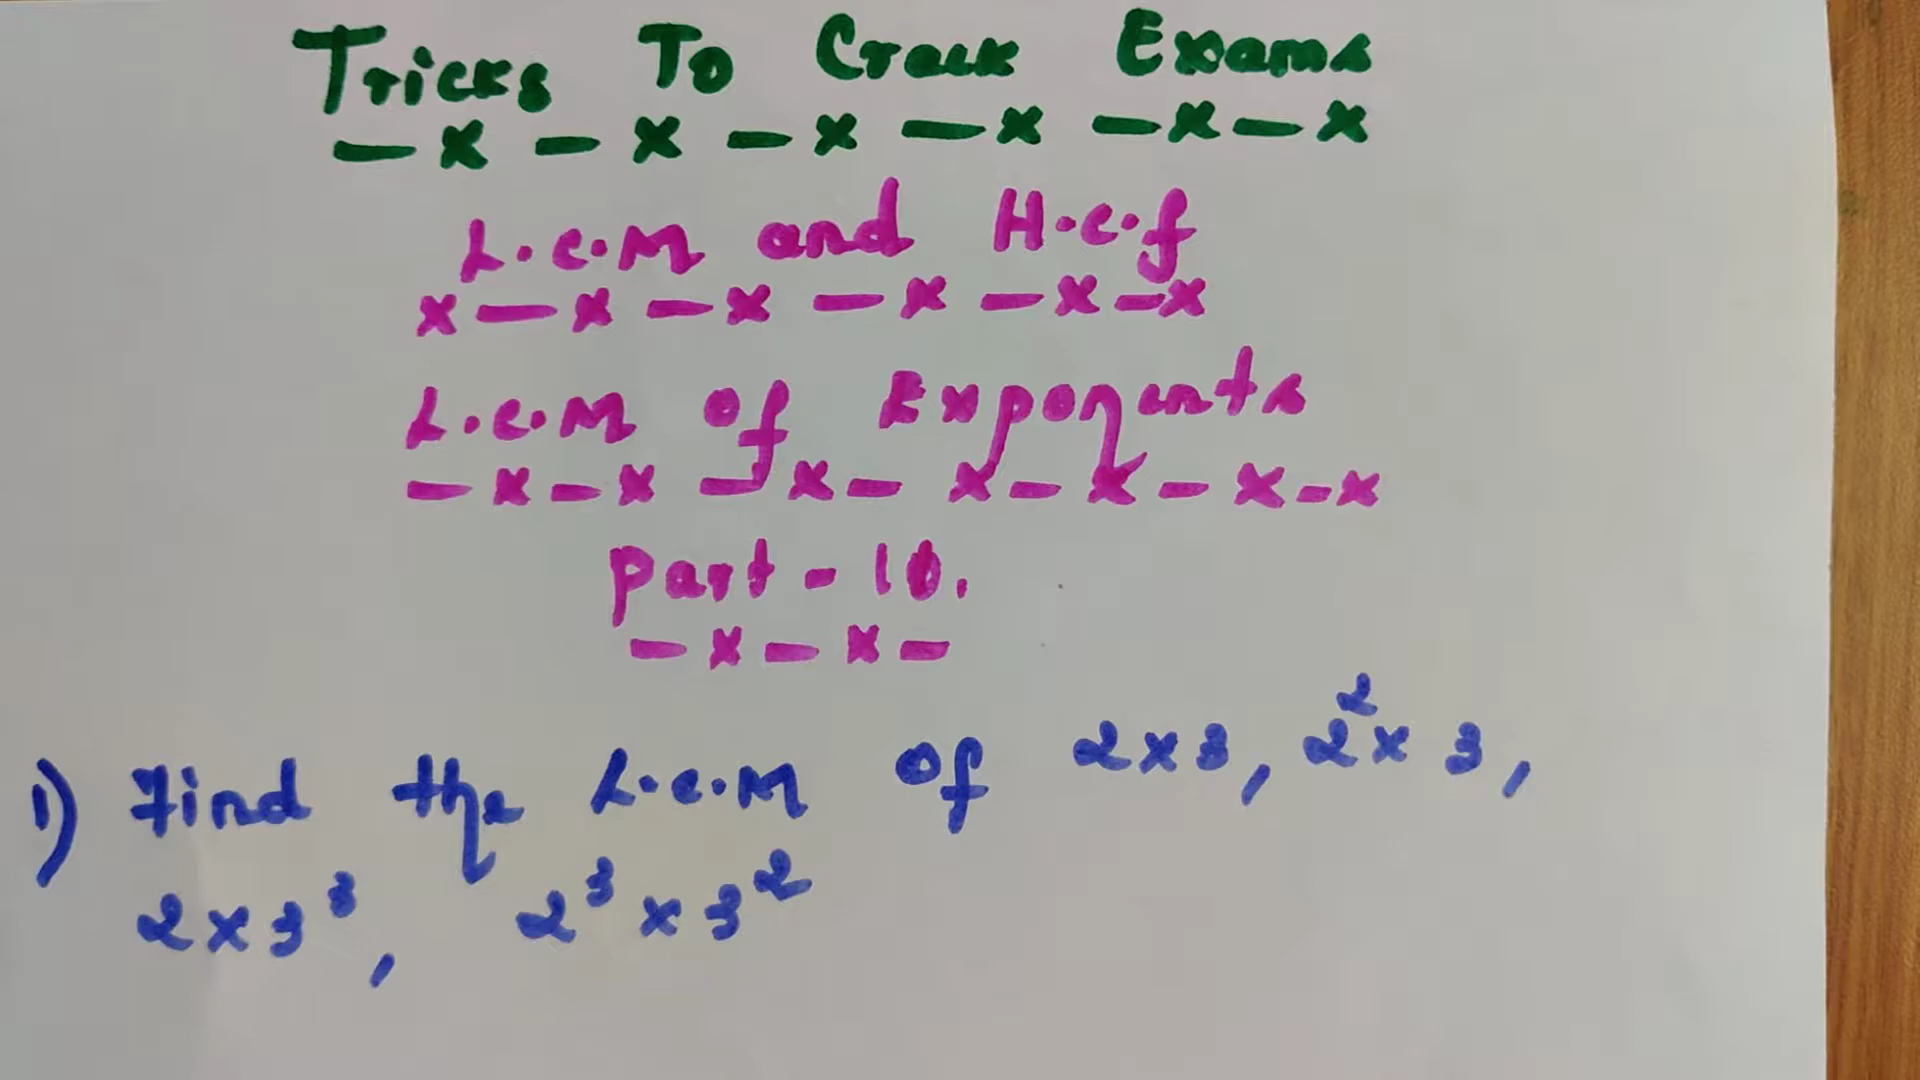 Tricks To Crack Exams
— x — x — x — x — x — x
L.C.M and H.C.f
x — x — x — x — x — x
L.C.M of Exponents
— x — x — x — x — x — x — x
Part - 10.
— x — x —
1) Find the L.C.M of 2 x 3, 2² x 3,
2 x 3³, 2³ x 3²